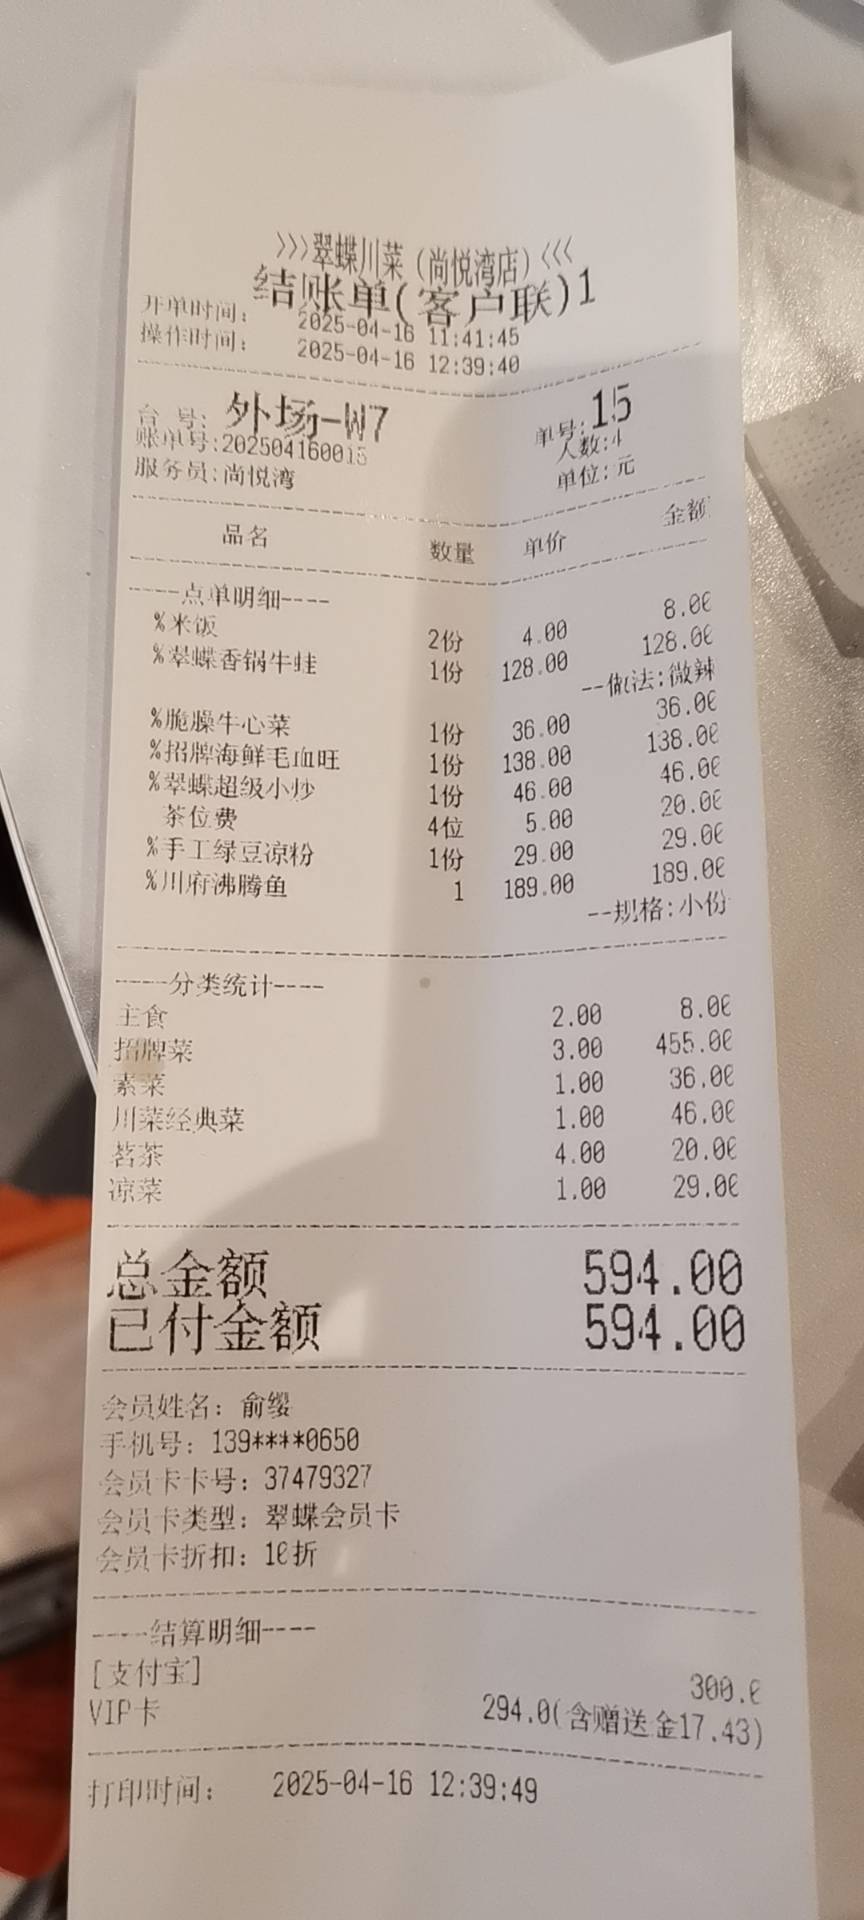 >>>翠蝶川菜（尚悦湾店）<<<
结账单(客户联)1
开单时间： 2025-04-16 11:41:45
操作时间： 2025-04-16 12:39:40
台 号: 外场-W7 单号:15
账单号:202504160015 人数:4
服务员:尚悦湾 单位:元
品名 数量 单价 金额
----点单明细----
%米饭 2份 4.00 8.00
%翠蝶香锅牛蛙 1份 128.00 128.00
--做法:微辣
%脆臊牛心菜 1份 36.00 36.00
%招牌海鲜毛血旺 1份 138.00 138.00
%翠蝶超级小炒 1份 46.00 46.00
茶位费 4位 5.00 20.00
%手工绿豆凉粉 1份 29.00 29.00
%川府沸腾鱼 1 189.00 189.00
--规格:小份
----分类统计----
主食 2.00 8.00
招牌菜 3.00 455.00
素菜 1.00 36.00
川菜经典菜 1.00 46.00
茗茶 4.00 20.00
凉菜 1.00 29.00
总金额 594.00
已付金额 594.00
会员姓名：俞缨
手机号：139****0650
会员卡卡号：37479327
会员卡类型：翠蝶会员卡
会员卡折扣：10折
----结算明细----
[支付宝] 300.0
VIP卡 294.0(含赠送金17.43)
打印时间： 2025-04-16 12:39:49